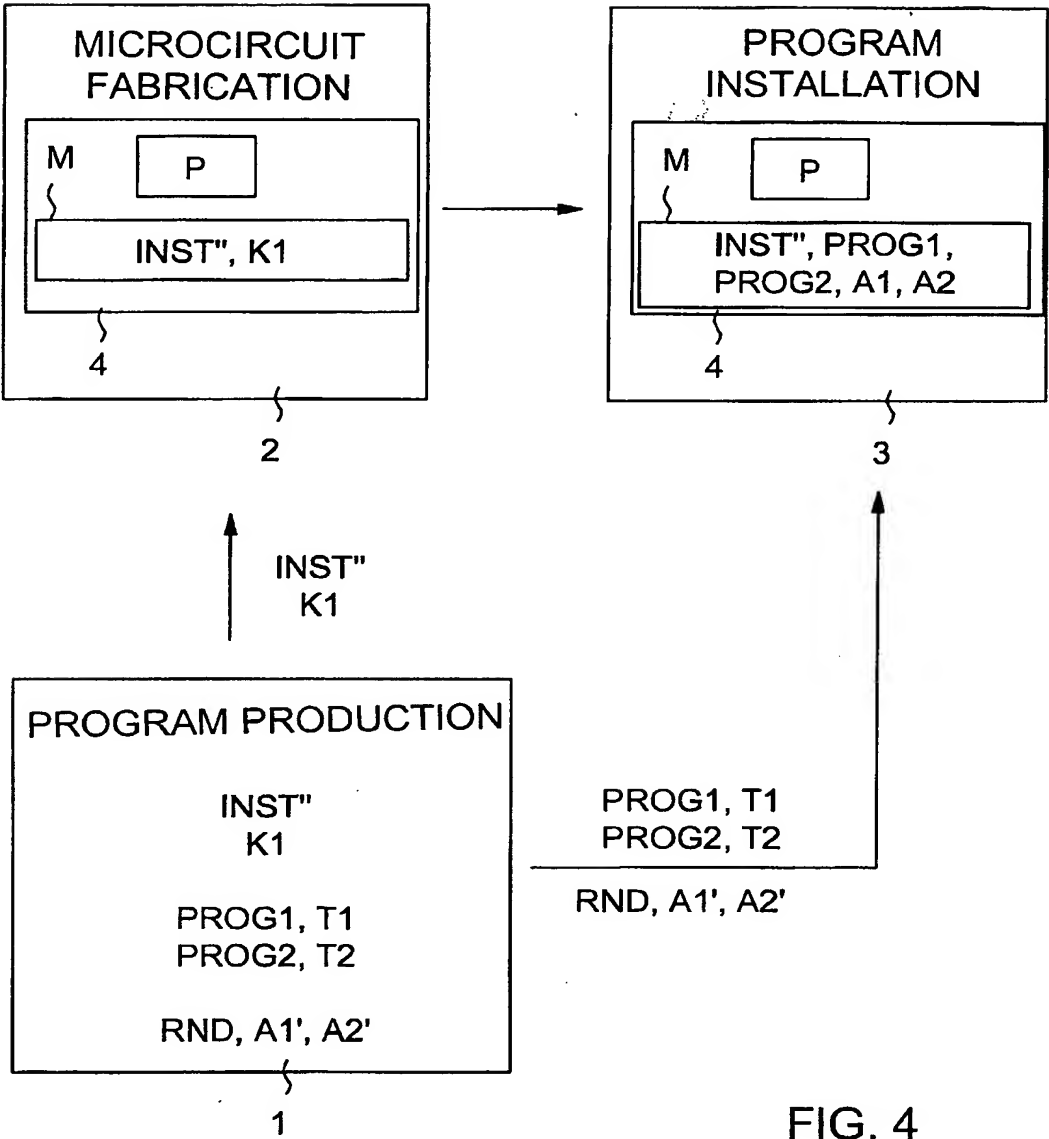 MICROCIRCUIT
FABRICATION
M
P
INST", K1
4
2
PROGRAM
INSTALLATION
M
P
INST", PROG1,
PROG2, A1, A2
4
3
INST"
K1
PROGRAM PRODUCTION
INST"
K1
PROG1, T1
PROG2, T2
RND, A1', A2'
1
PROG1, T1
PROG2, T2
RND, A1', A2'
FIG. 4